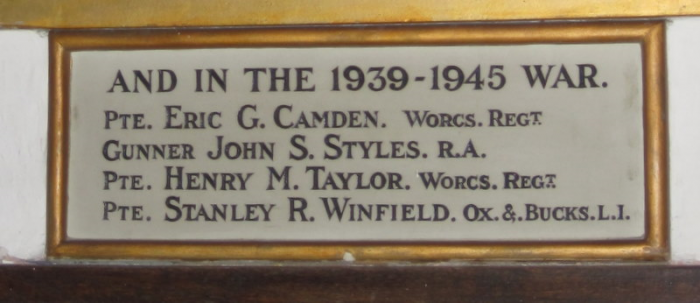 AND IN THE 1939-1945 WAR.
PTE. ERIC G. CAMDEN. WORCS. REGT.
GUNNER JOHN S. STYLES. R.A.
PTE. HENRY M. TAYLOR. WORCS. REGT.
PTE. STANLEY R. WINFIELD. OX. &. BUCKS. L.I.